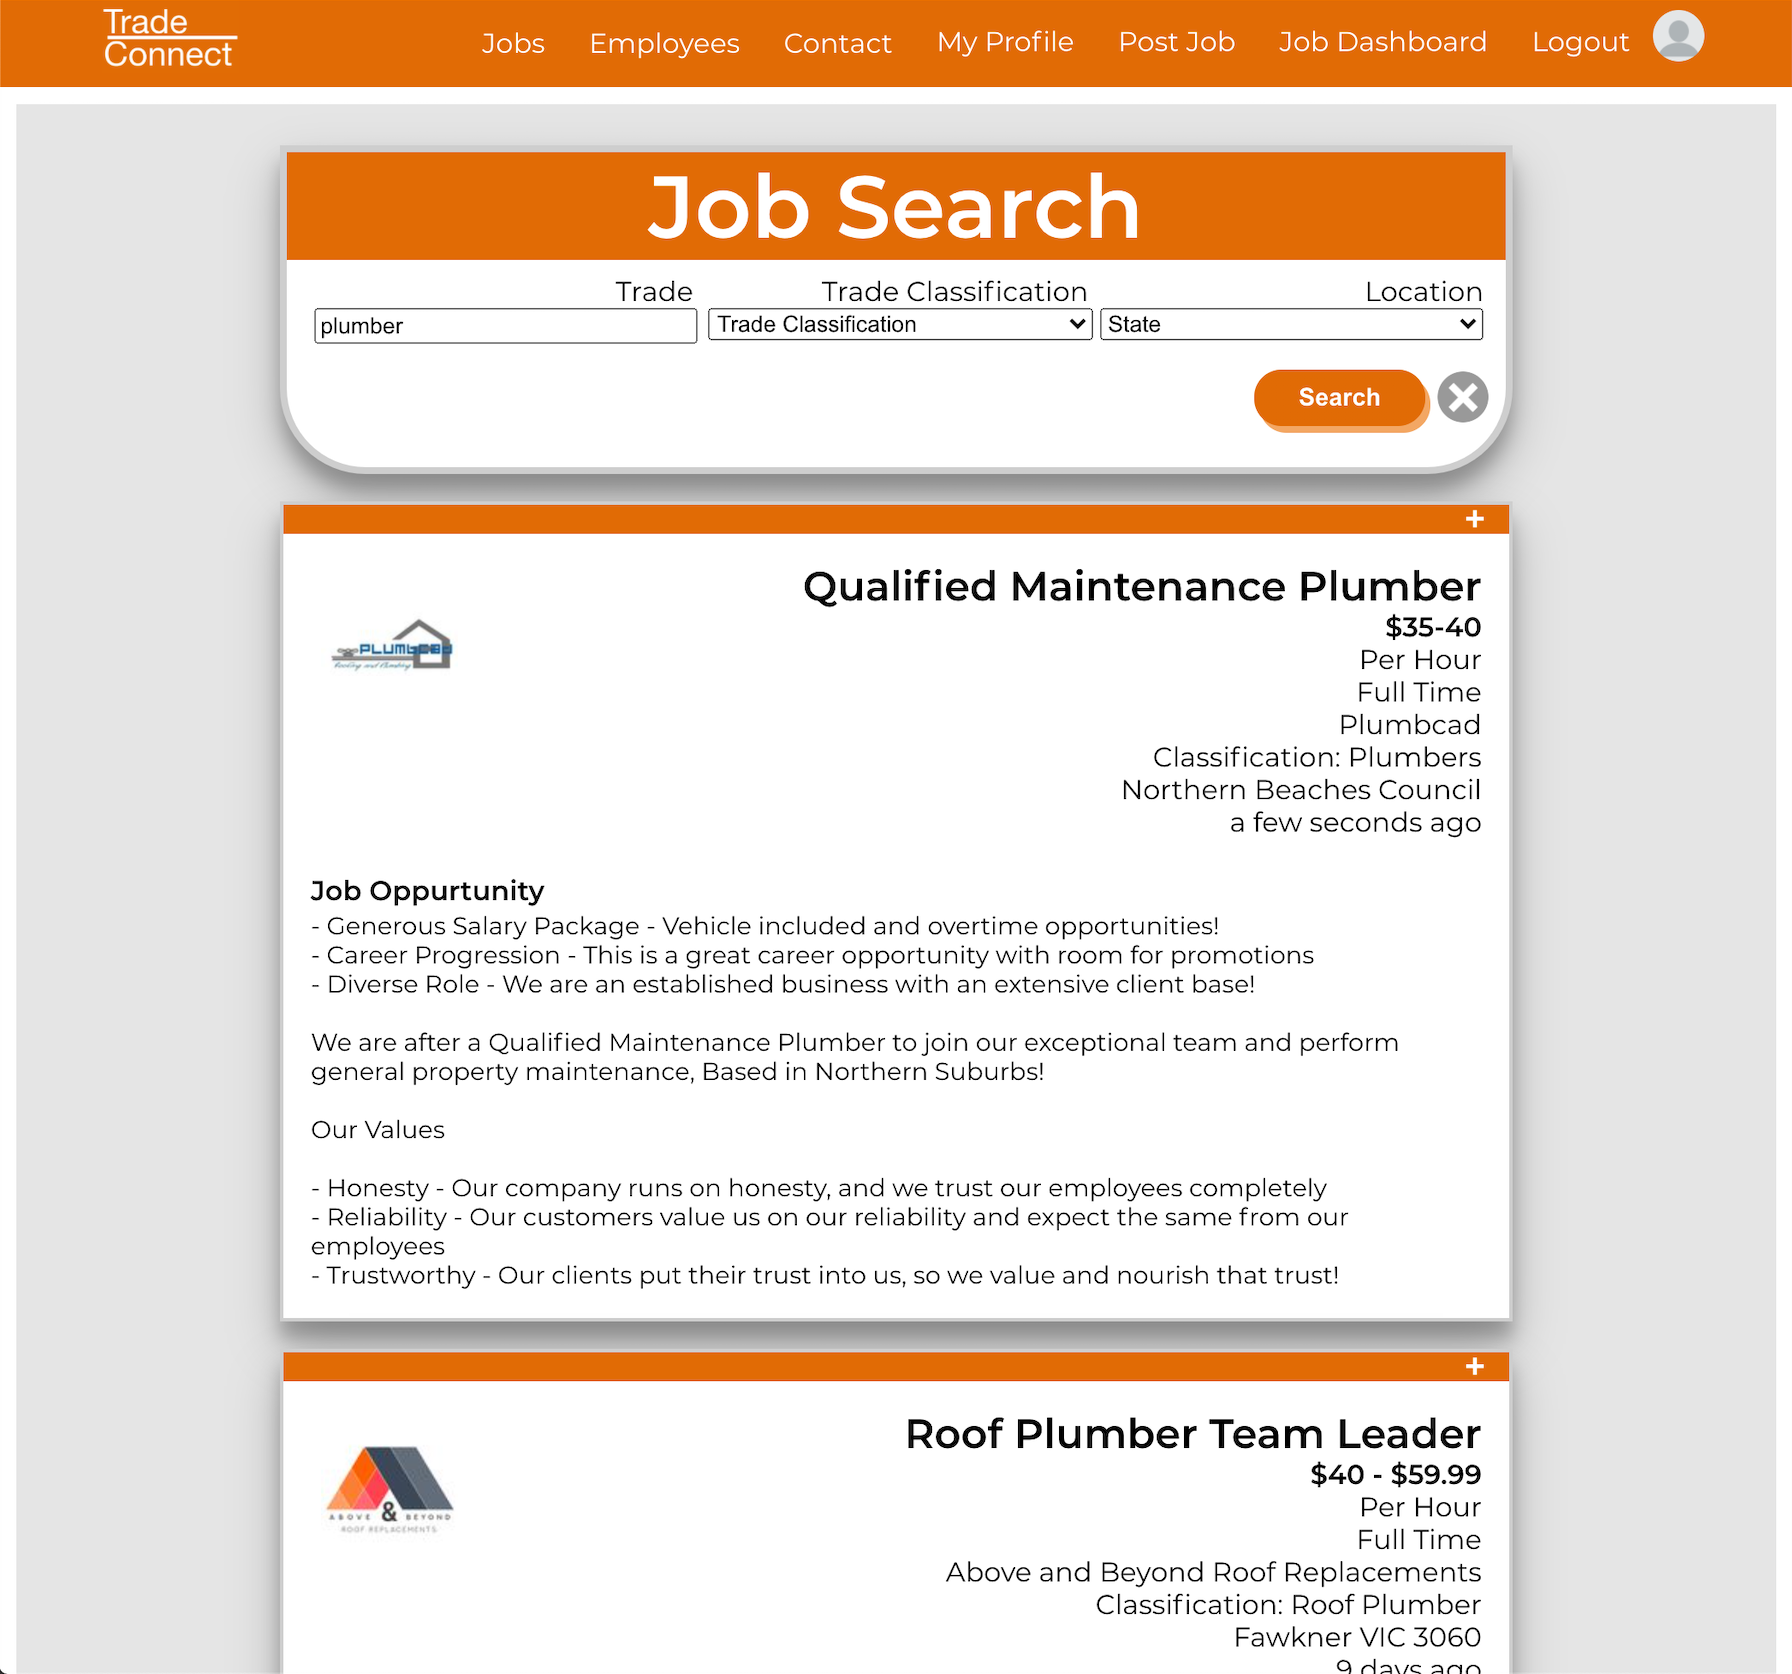 Trade
Connect
Jobs Employees Contact My Profile Post Job Job Dashboard Logout
Job Search
Trade Trade Classification Location
plumber Trade Classification State
Search
+
Qualified Maintenance Plumber
$35-40
Per Hour
Full Time
Plumbcad
Classification: Plumbers
Northern Beaches Council
a few seconds ago
PLUMBCAD
Roofing and Plumbing
Job Oppurtunity
- Generous Salary Package - Vehicle included and overtime opportunities!
- Career Progression - This is a great career opportunity with room for promotions
- Diverse Role - We are an established business with an extensive client base!
We are after a Qualified Maintenance Plumber to join our exceptional team and perform
general property maintenance, Based in Northern Suburbs!
Our Values
- Honesty - Our company runs on honesty, and we trust our employees completely
- Reliability - Our customers value us on our reliability and expect the same from our
employees
- Trustworthy - Our clients put their trust into us, so we value and nourish that trust!
+
Roof Plumber Team Leader
$40 - $59.99
Per Hour
Full Time
Above and Beyond Roof Replacements
Classification: Roof Plumber
Fawkner VIC 3060
9 days ago
ABOVE & BEYOND
ROOF REPLACEMENTS